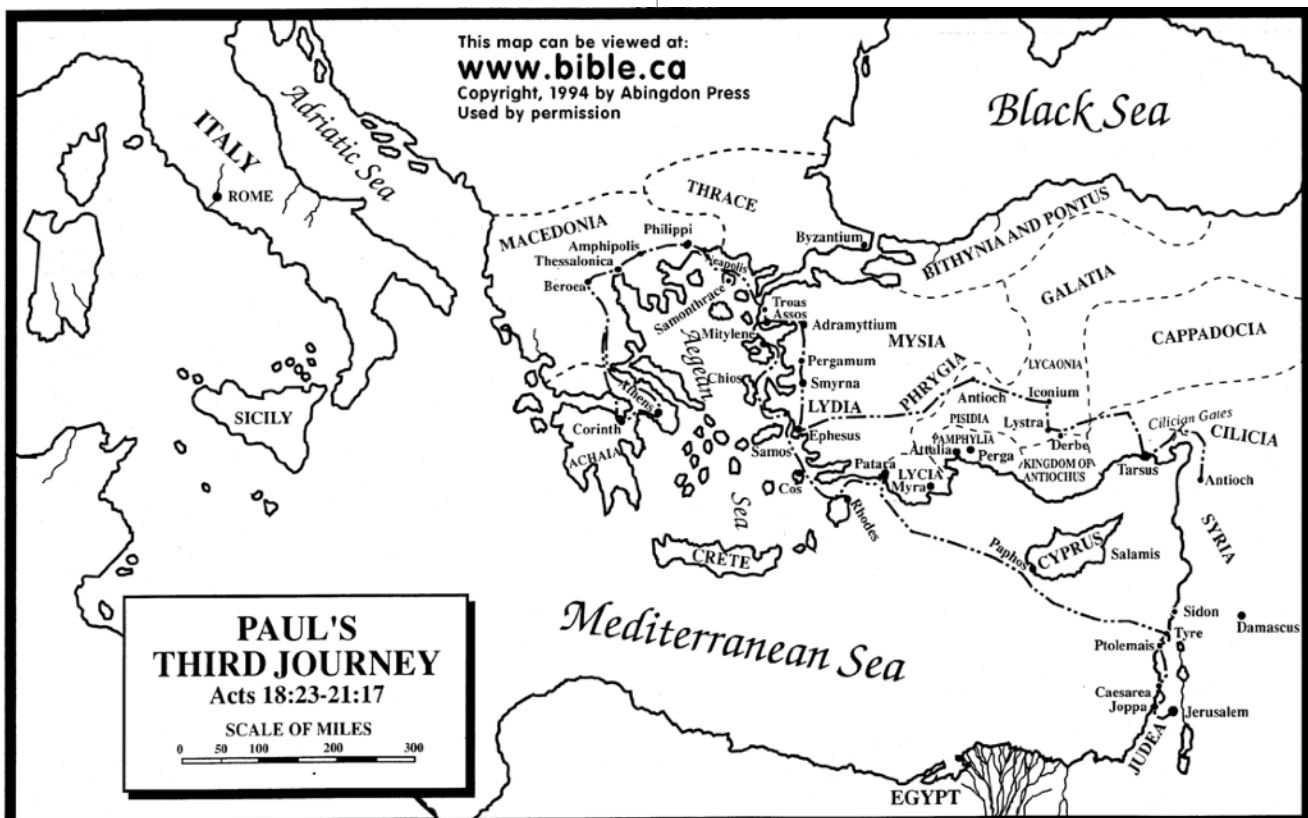 This map can be viewed at:
www.bible.ca
Copyright, 1994 by Abingdon Press
Used by permission
Black Sea
Adriatic Sea
ITALY
ROME
THRACE
MACEDONIA
Philippi
Byzantium
BITHYNIA AND PONTUS
Amphipolis
Thessalonica
Neapolis
Beroea
GALATIA
Samonthrace
Troas
Assos
Adramyttium
CAPPADOCIA
Mitylene
MYSIA
Aegean
Sea
Pergamum
PHRYGIA
LYCAONIA
Chios
Smyrna
Antioch
Iconium
SICILY
Athens
LYDIA
PISIDIA
Lystra
Cilician Gates
Corinth
Ephesus
PAMPHYLIA
Derbe
CILICIA
ACHAIA
Samos
Attalia
Perga
KINGDOM OF
ANTIOCHUS
Tarsus
Patara
LYCIA
Myra
Antioch
Cos
Rhodes
SYRIA
CRETE
Paphos
CYPRUS
Salamis
Mediterranean Sea
Sidon
Damascus
Tyre
Ptolemais
Caesarea
Joppa
Jerusalem
JUDEA
EGYPT
PAUL'S
THIRD JOURNEY
Acts 18:23-21:17
SCALE OF MILES
0 50 100 200 300